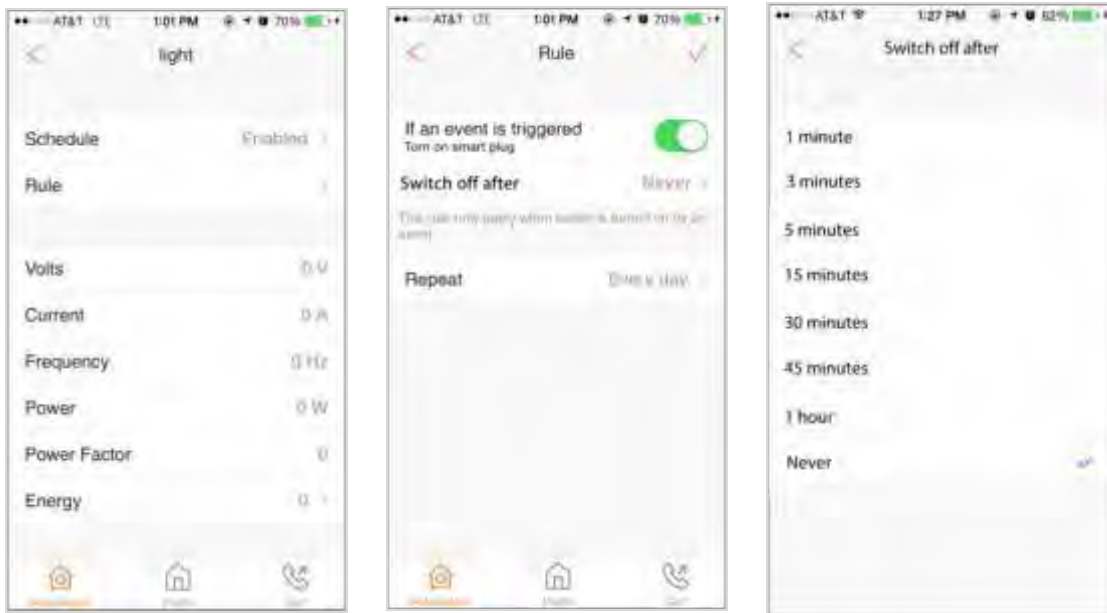 AT&T LTE 1:01 PM 70%
light
Schedule Enabled
Rule
Volts 0 V
Current 0 A
Frequency 0 Hz
Power 0 W
Power Factor 0
Energy 0
AT&T LTE 1:01 PM 70%
Rule
If an event is triggered
Turn on smart plug
Switch off after Never
Repeat Every day
AT&T 1:27 PM 62%
Switch off after
1 minute
3 minutes
5 minutes
15 minutes
30 minutes
45 minutes
1 hour
Never